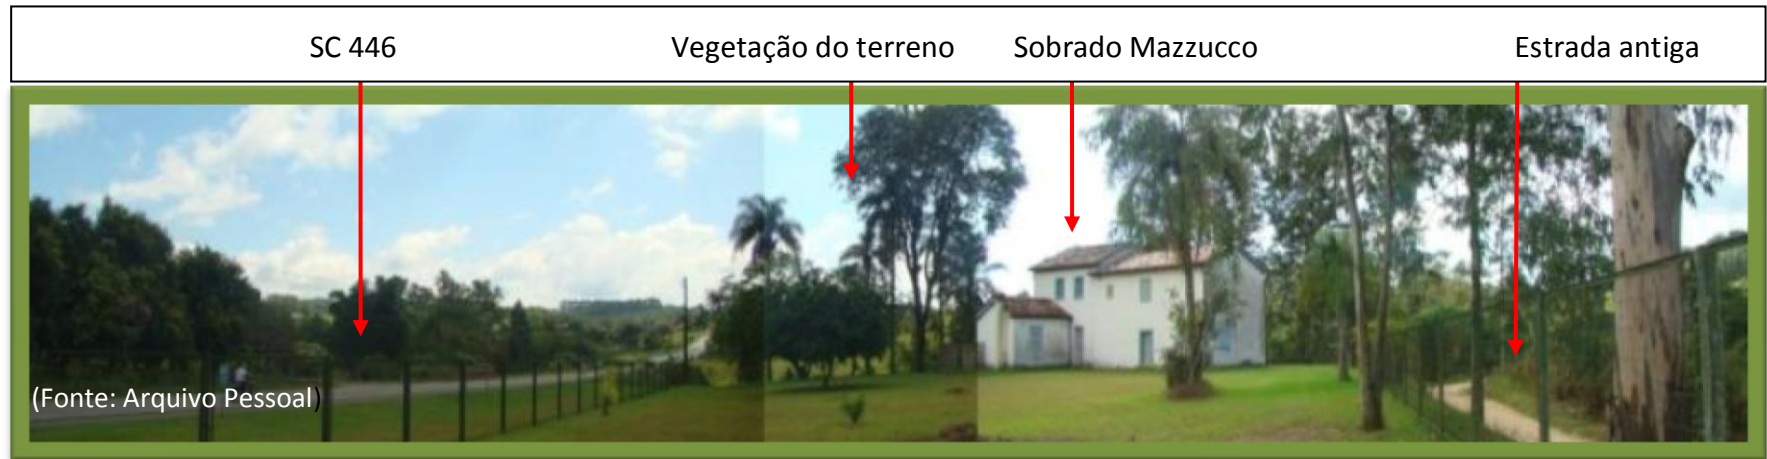 SC 446 Vegetação do terreno Sobrado Mazzucco Estrada antiga
(Fonte: Arquivo Pessoal)